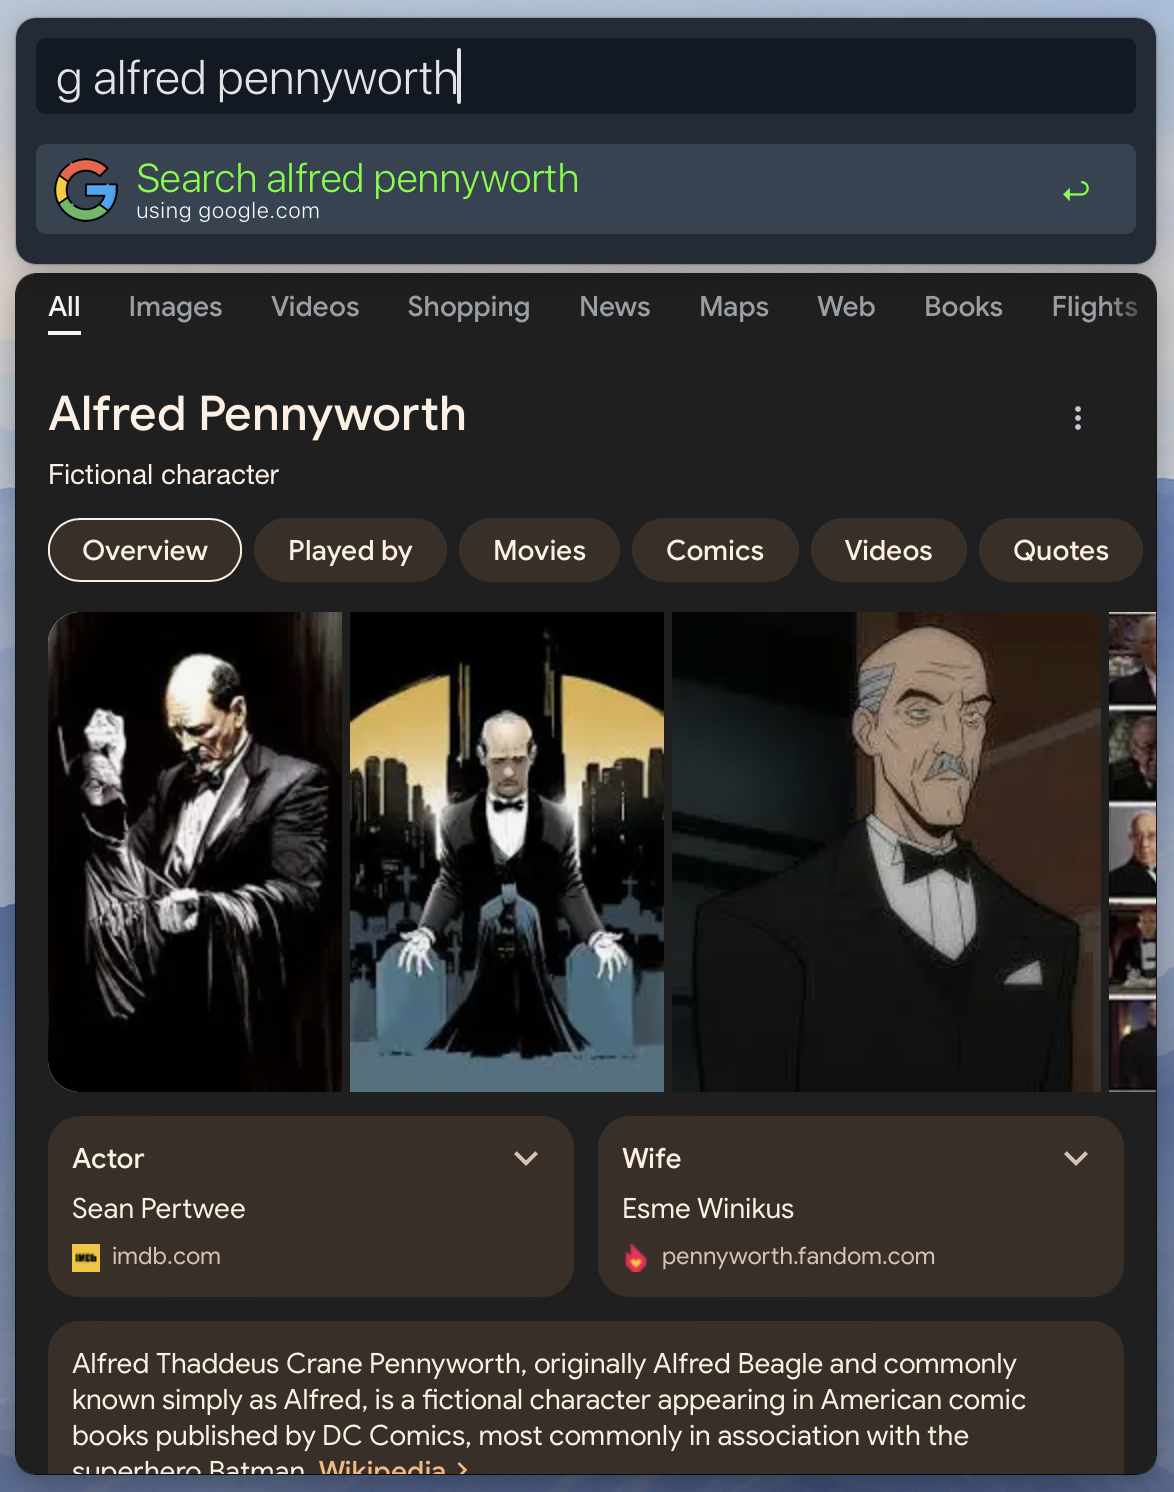 g alfred pennyworth
Search alfred pennyworth
using google.com
All Images Videos Shopping News Maps Web Books Flights
Alfred Pennyworth
Fictional character
Overview Played by Movies Comics Videos Quotes
Actor
Sean Pertwee
IMDb imdb.com
Wife
Esme Winikus
pennyworth.fandom.com
Alfred Thaddeus Crane Pennyworth, originally Alfred Beagle and commonly
known simply as Alfred, is a fictional character appearing in American comic
books published by DC Comics, most commonly in association with the
superhero Batman. Wikipedia >